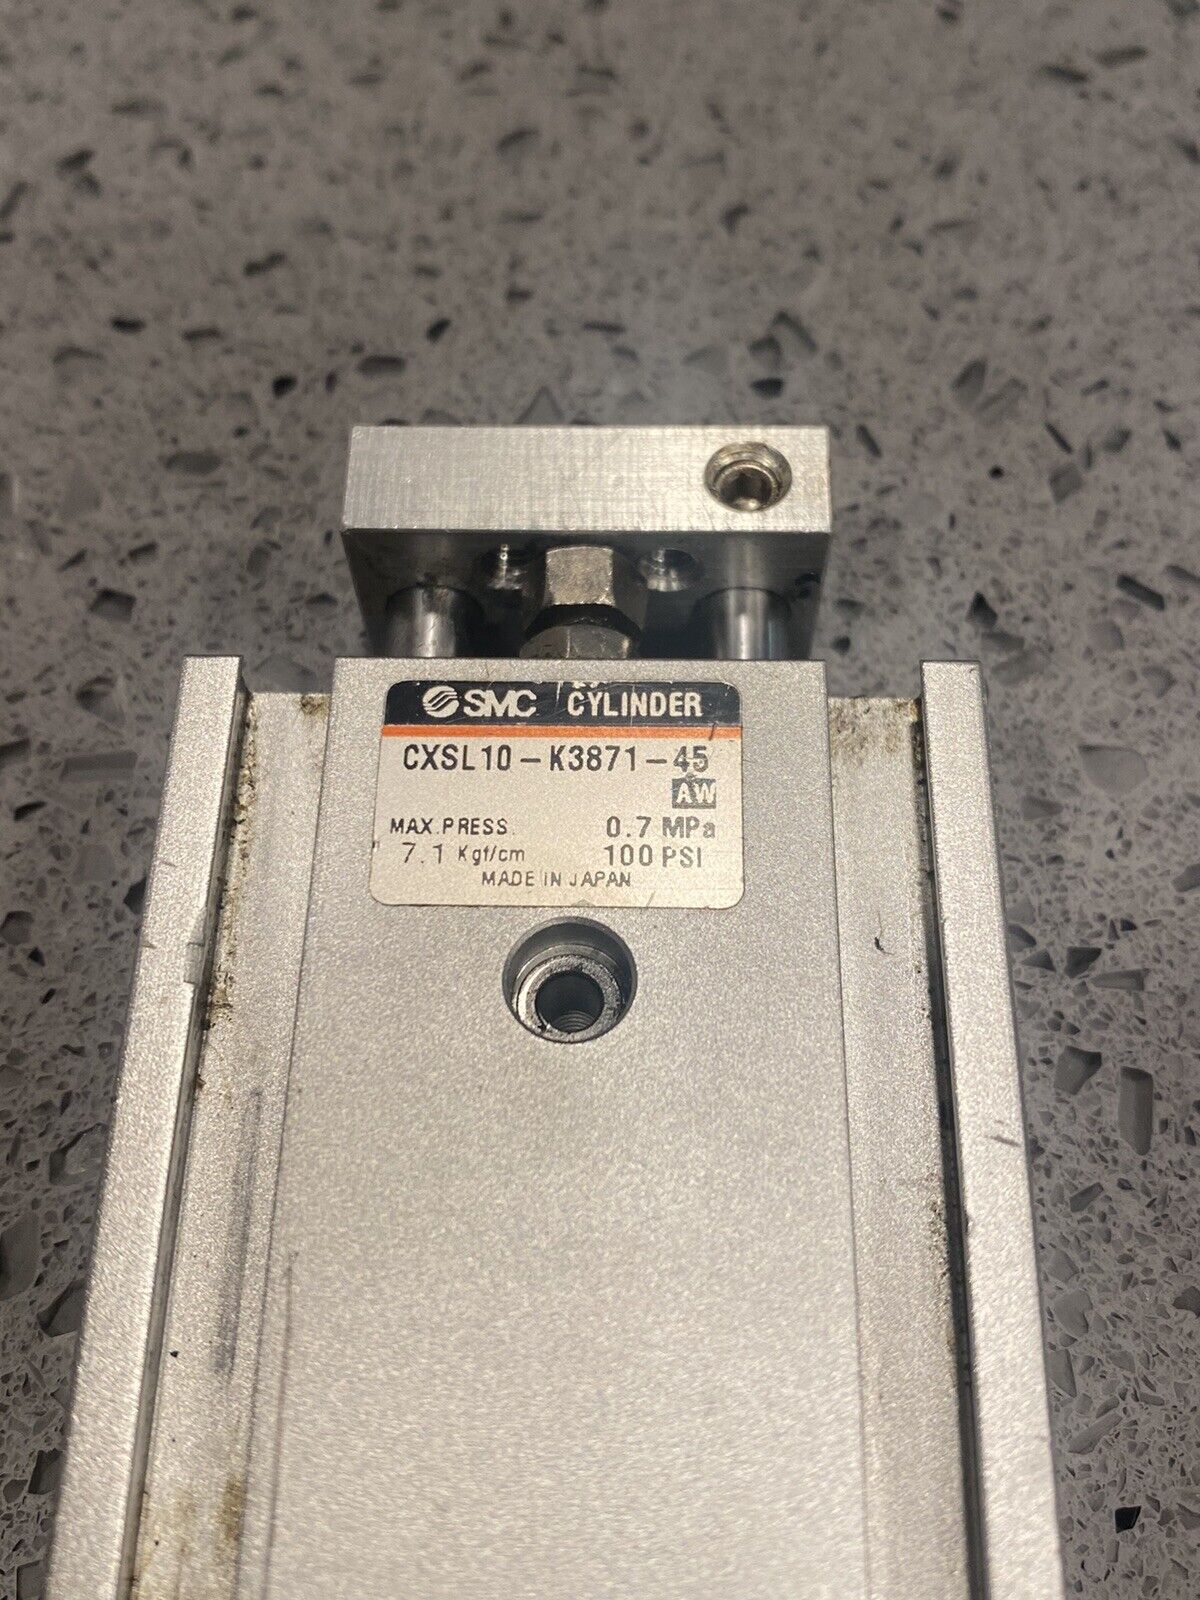 SMC CYLINDER
CXSL10-K3871-45
AW
MAX.PRESS. 0.7 MPa
7.1 Kgf/cm 100 PSI
MADE IN JAPAN